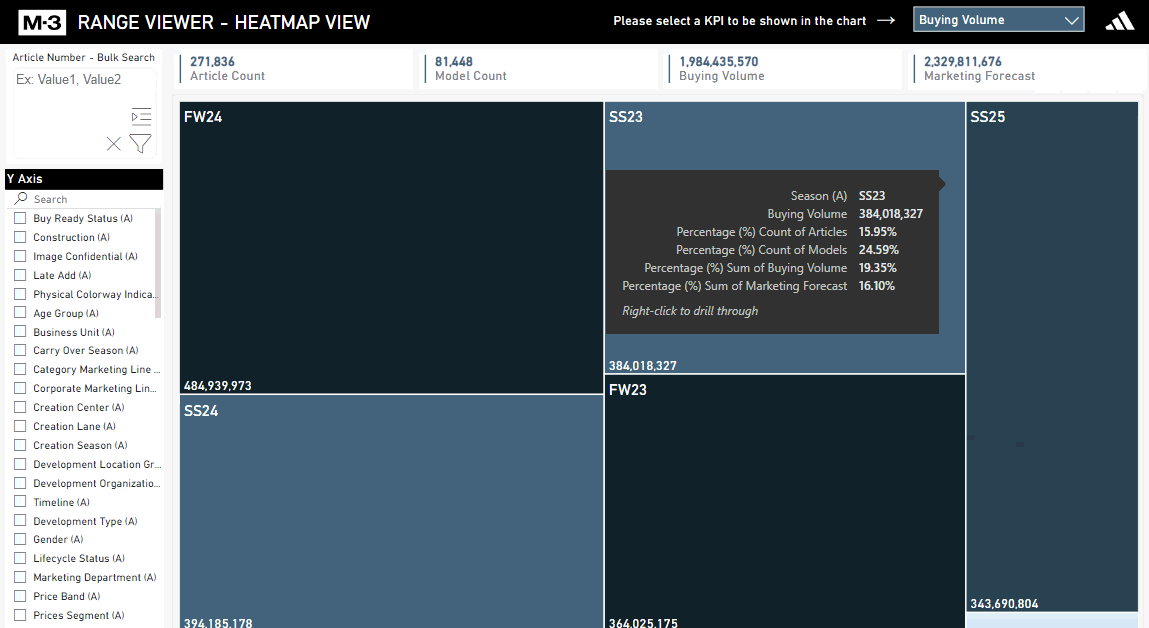 M-3 RANGE VIEWER - HEATMAP VIEW
Please select a KPI to be shown in the chart → Buying Volume
Article Number - Bulk Search
Ex: Value1, Value2
271,836
Article Count
81,448
Model Count
1,984,435,570
Buying Volume
2,329,811,676
Marketing Forecast
Y Axis
Search
Buy Ready Status (A)
Construction (A)
Image Confidential (A)
Late Add (A)
Physical Colorway Indica...
Age Group (A)
Business Unit (A)
Carry Over Season (A)
Category Marketing Line ...
Corporate Marketing Lin...
Creation Center (A)
Creation Lane (A)
Creation Season (A)
Development Location Gr...
Development Organizatio...
Timeline (A)
Development Type (A)
Gender (A)
Lifecycle Status (A)
Marketing Department (A)
Price Band (A)
Prices Segment (A)
FW24
484,939,973
SS24
394,185,178
SS23
Season (A) SS23
Buying Volume 384,018,327
Percentage (%) Count of Articles 15.95%
Percentage (%) Count of Models 24.59%
Percentage (%) Sum of Buying Volume 19.35%
Percentage (%) Sum of Marketing Forecast 16.10%
Right-click to drill through
384,018,327
FW23
364,025,175
SS25
343,690,804